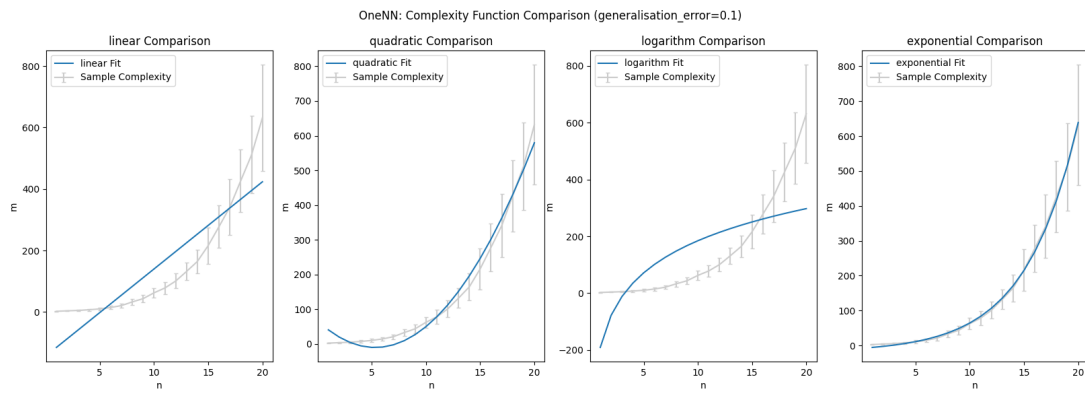 OneNN: Complexity Function Comparison (generalisation_error=0.1)
linear Comparison
linear Fit
Sample Complexity
800
600
400
200
0
m
5
10
15
20
n
quadratic Comparison
quadratic Fit
Sample Complexity
800
700
600
500
400
300
200
100
0
m
5
10
15
20
n
logarithm Comparison
logarithm Fit
Sample Complexity
800
600
400
200
0
−200
m
5
10
15
20
n
exponential Comparison
exponential Fit
Sample Complexity
800
700
600
500
400
300
200
100
0
m
5
10
15
20
n